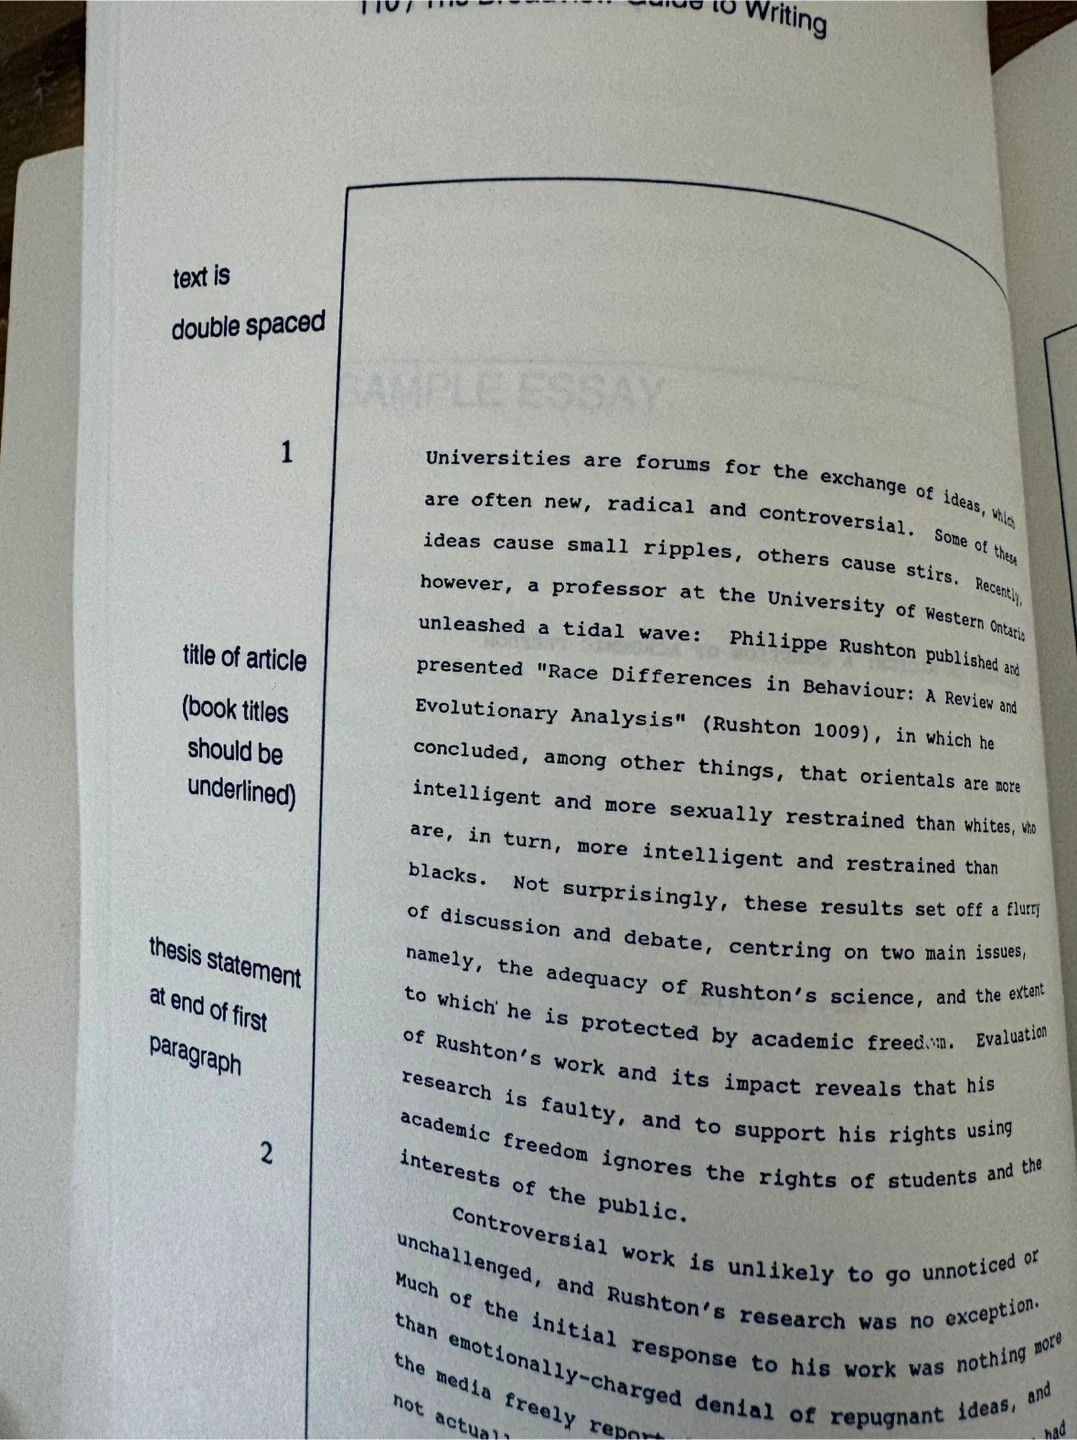 110 / The Broadview Guide to Writing
text is
double spaced
SAMPLE ESSAY
1
Universities are forums for the exchange of ideas, which
are often new, radical and controversial. Some of these
ideas cause small ripples, others cause stirs. Recently,
however, a professor at the University of Western Ontario
unleashed a tidal wave: Philippe Rushton published and
title of article
presented "Race Differences in Behaviour: A Review and
(book titles
Evolutionary Analysis" (Rushton 1009), in which he
should be
concluded, among other things, that orientals are more
underlined)
intelligent and more sexually restrained than whites, who
are, in turn, more intelligent and restrained than
blacks. Not surprisingly, these results set off a flurry
of discussion and debate, centring on two main issues,
thesis statement
namely, the adequacy of Rushton's science, and the extent
at end of first
to which he is protected by academic freedom. Evaluation
paragraph
of Rushton's work and its impact reveals that his
research is faulty, and to support his rights using
academic freedom ignores the rights of students and the
interests of the public.
2
Controversial work is unlikely to go unnoticed or
unchallenged, and Rushton's research was no exception.
Much of the initial response to his work was nothing more
than emotionally-charged denial of repugnant ideas, and
the media freely had
not